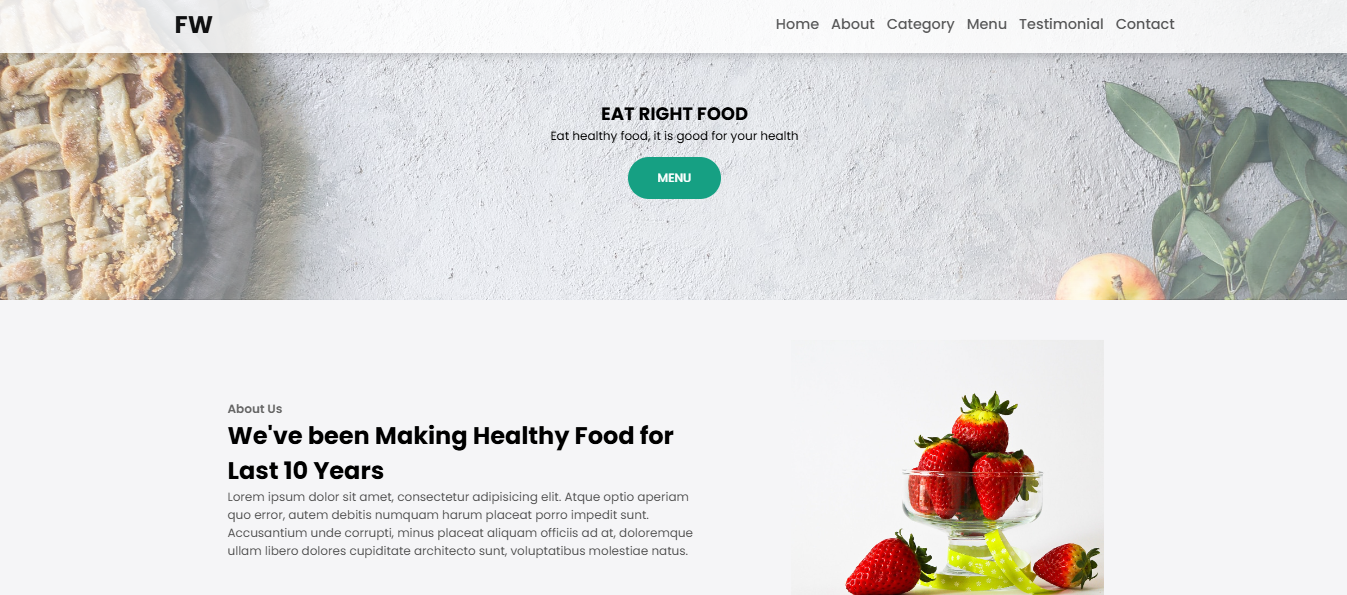 FW
Home About Category Menu Testimonial Contact
EAT RIGHT FOOD
Eat healthy food, it is good for your health
MENU
About Us
We've been Making Healthy Food for
Last 10 Years
Lorem ipsum dolor sit amet, consectetur adipisicing elit. Atque optio aperiam
quo error, autem debitis numquam harum placeat porro impedit sunt.
Accusantium unde corrupti, minus placeat aliquam officiis ad at, doloremque
ullam libero dolores cupiditate architecto sunt, voluptatibus molestiae natus.